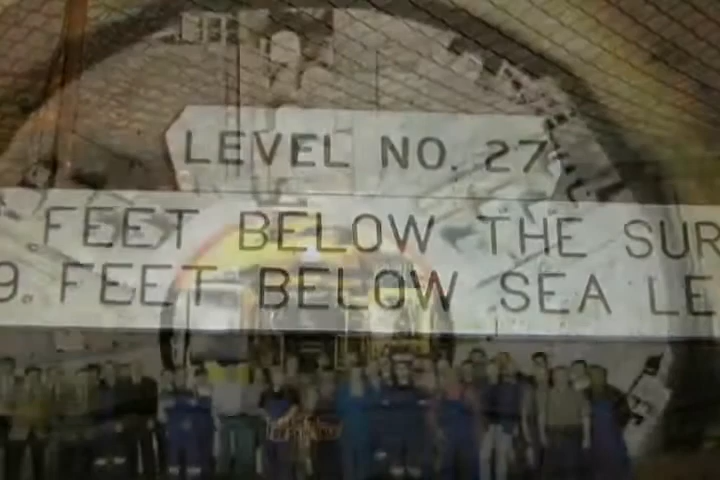 LEVEL NO. 27
FEET BELOW THE SUR
9. FEET BELOW SEA LE